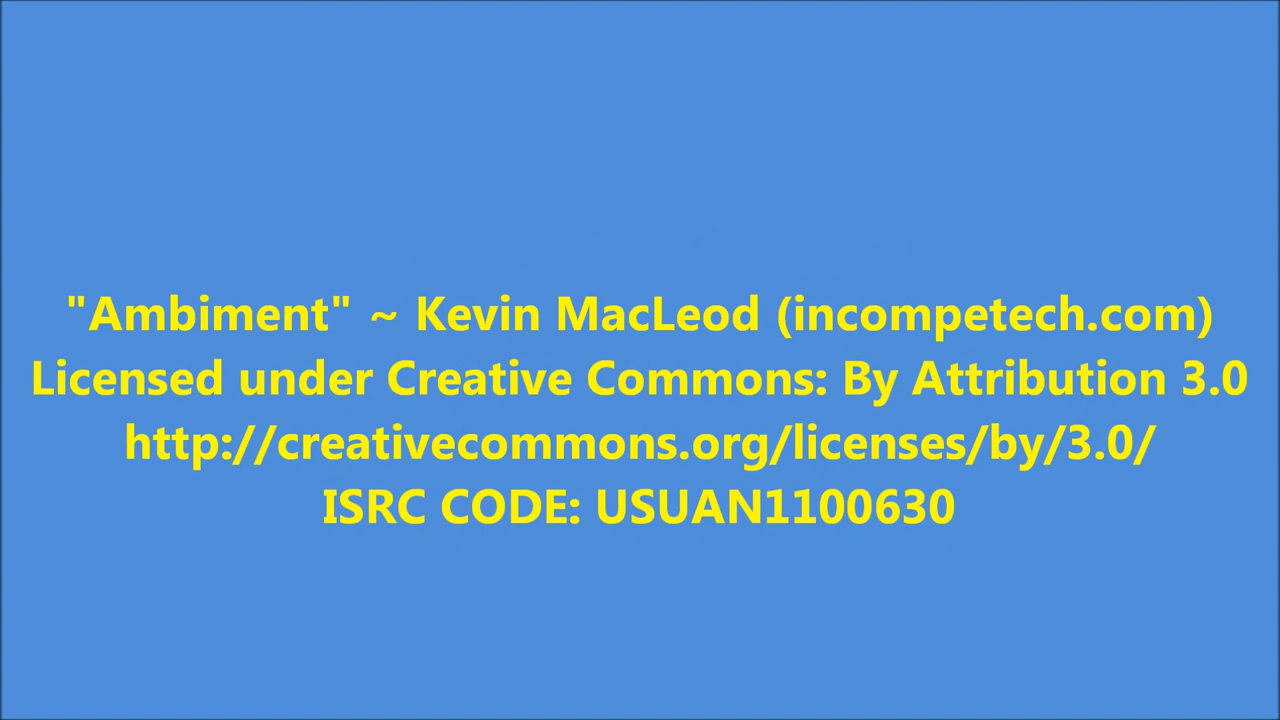 "Ambiment" ~ Kevin MacLeod (incompetech.com)
Licensed under Creative Commons: By Attribution 3.0
http://creativecommons.org/licenses/by/3.0/
ISRC CODE: USUAN1100630